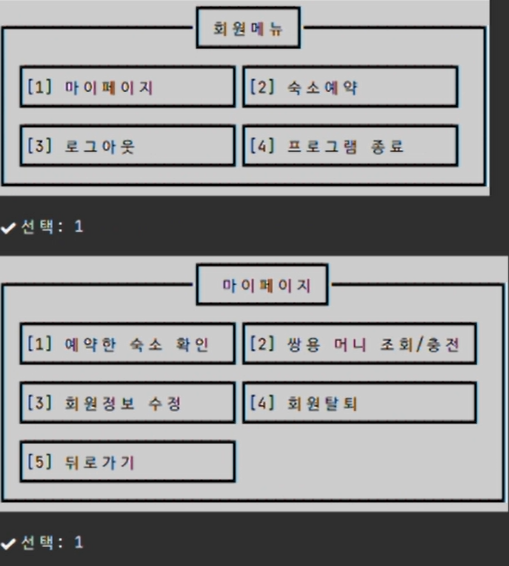 회원메뉴
[1] 마이페이지 [2] 숙소예약
[3] 로그아웃 [4] 프로그램 종료
✔선택: 1
마이페이지
[1] 예약한 숙소 확인 [2] 쌍용 머니 조회/충전
[3] 회원정보 수정 [4] 회원탈퇴
[5] 뒤로가기
✔선택: 1